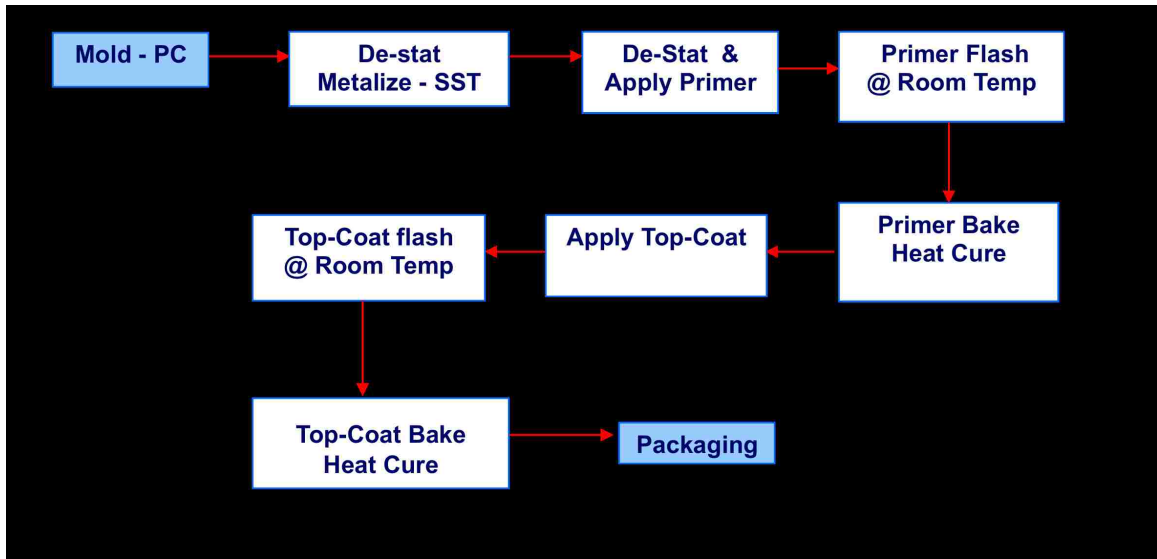 Mold - PC
De-stat
Metalize - SST
De-Stat &
Apply Primer
Primer Flash
@ Room Temp
Primer Bake
Heat Cure
Apply Top-Coat
Top-Coat flash
@ Room Temp
Top-Coat Bake
Heat Cure
Packaging